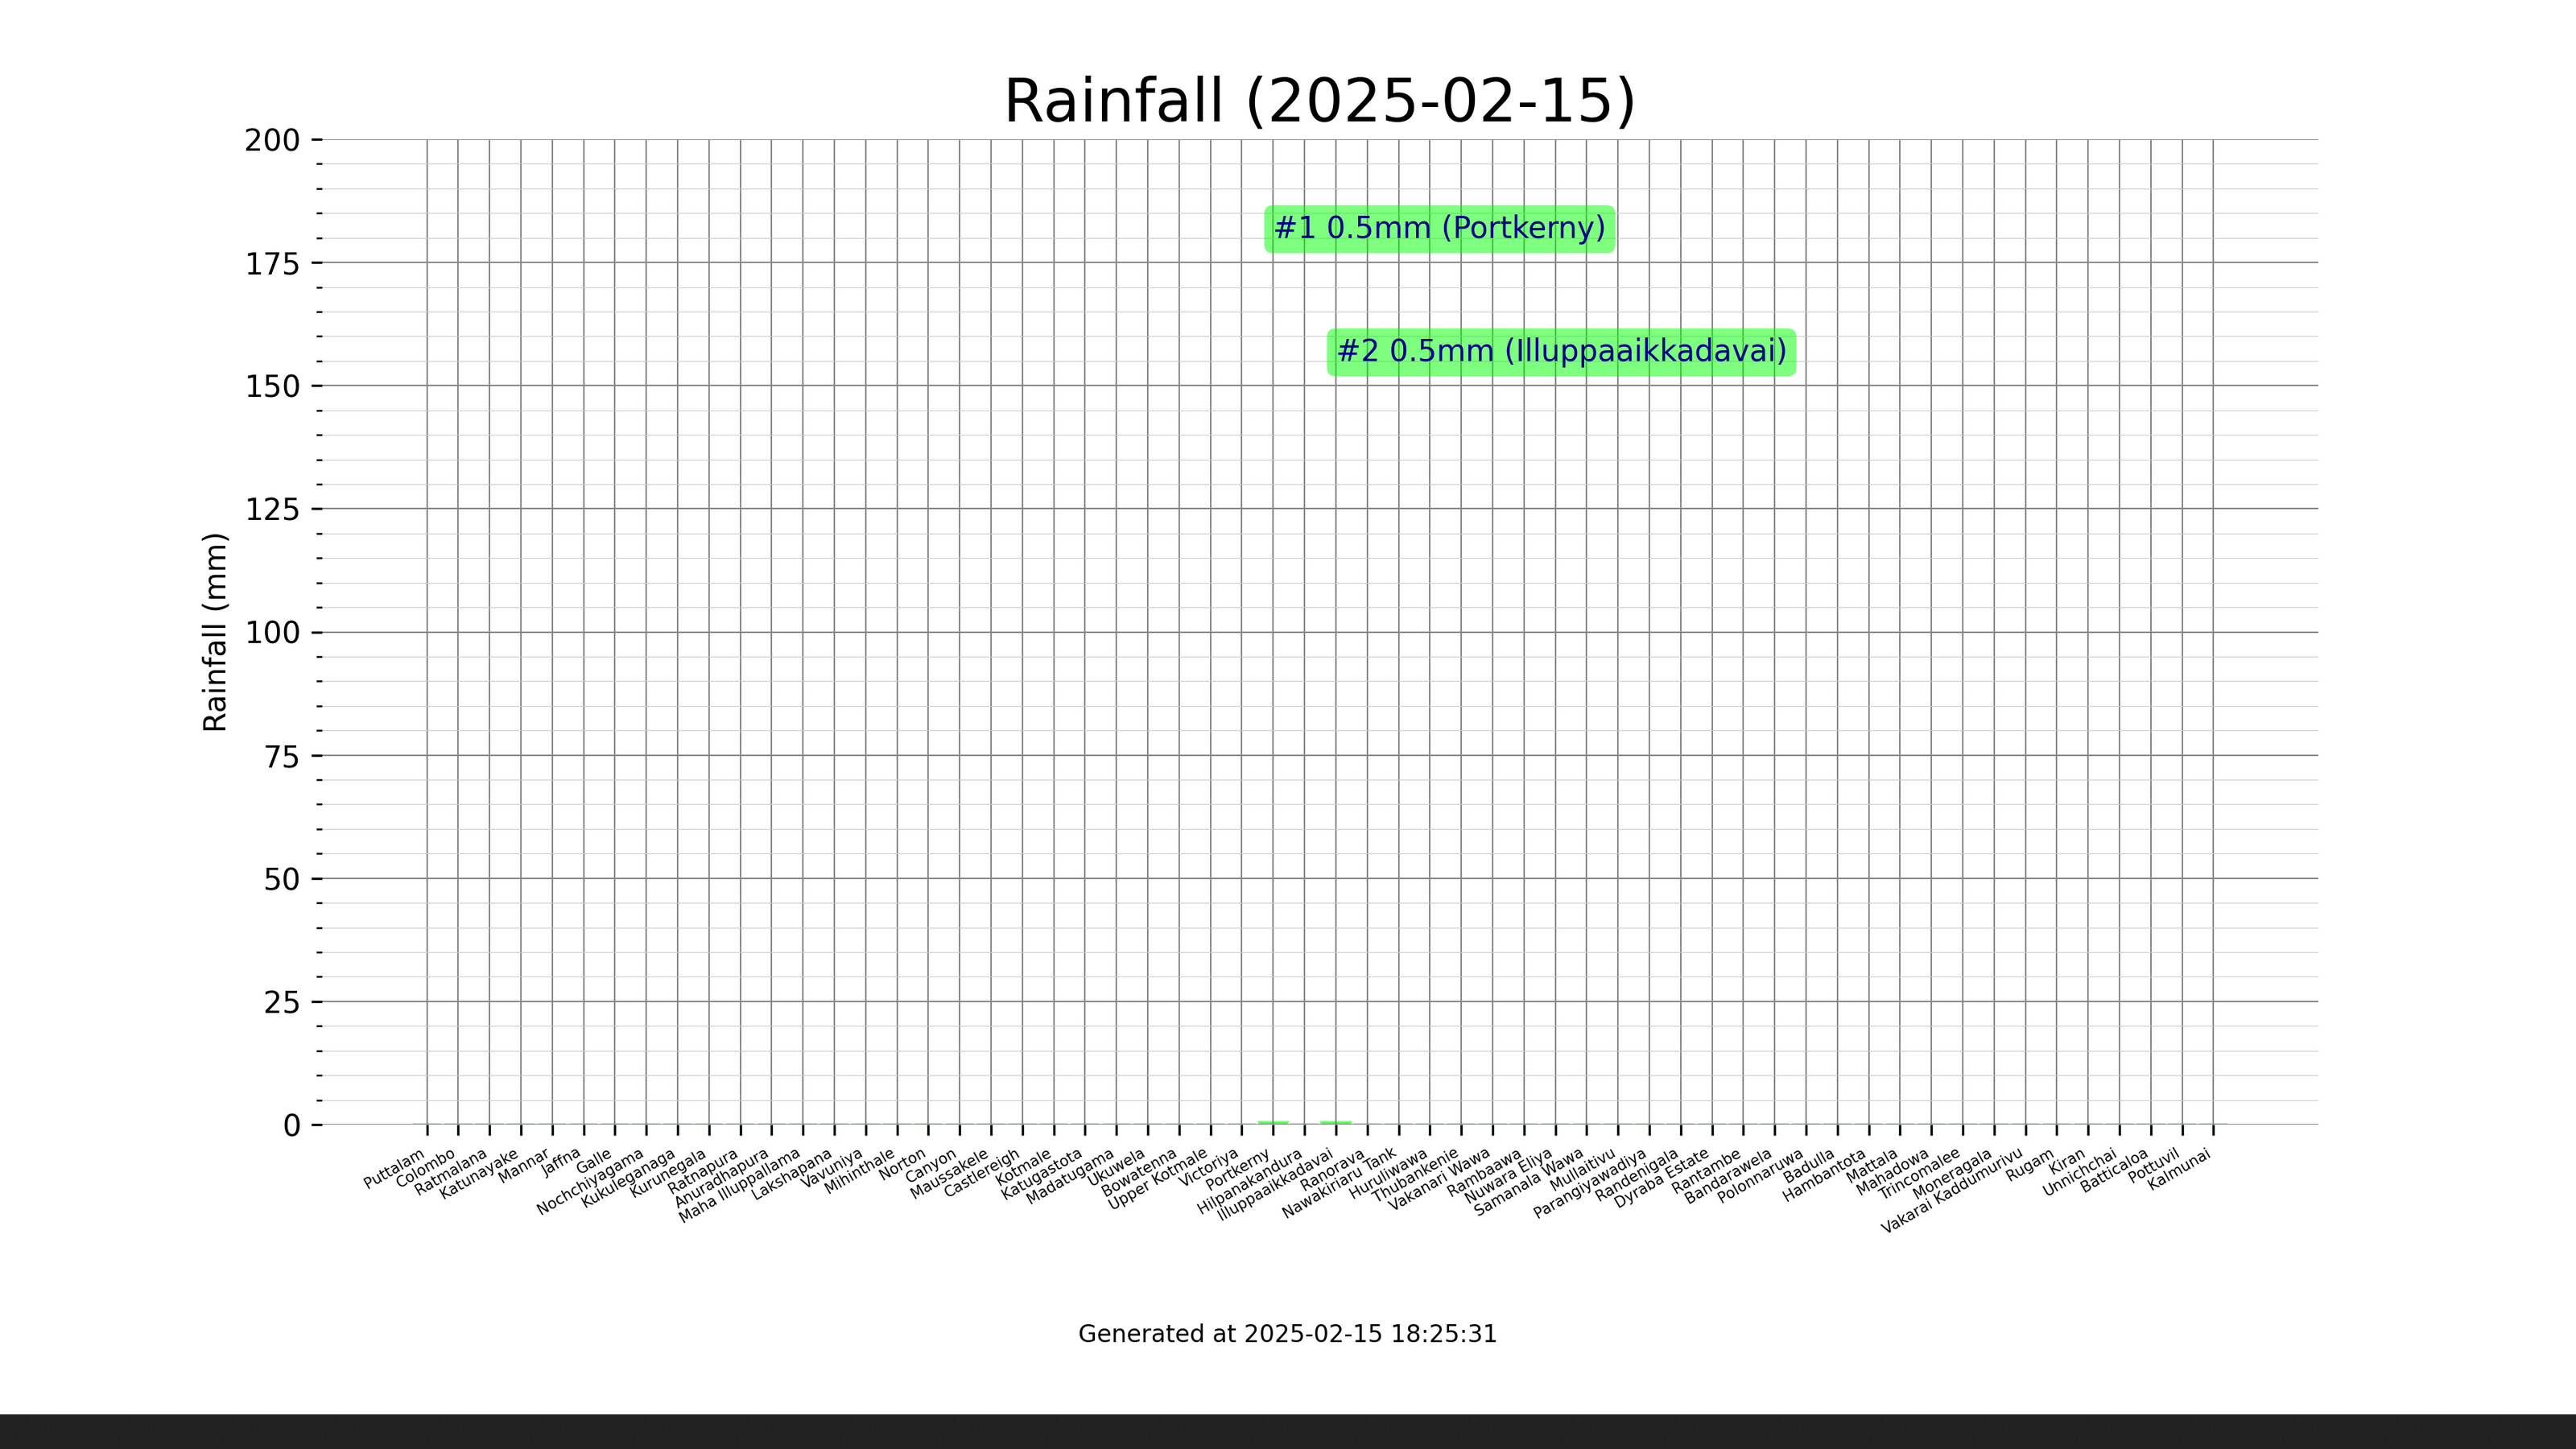 Rainfall (2025-02-15)
200
175
150
125
100
75
50
25
0
Rainfall (mm)
#1 0.5mm (Portkerny)
#2 0.5mm (Illuppaaikkadavai)
Puttalam
Colombo
Ratmalana
Katunayake
Mannar
Jaffna
Galle
Nochchiyagama
Kukuleganaga
Kurunegala
Ratnapura
Anuradhapura
Maha Illuppallama
Lakshapana
Vavuniya
Mihinthale
Norton
Canyon
Maussakele
Castlereigh
Kotmale
Katugastota
Madatugama
Ukuwela
Bowatenna
Upper Kotmale
Victoriya
Portkerny
Hilpanakandura
Illuppaaikkadavai
Ranorava
Nawakiriaru Tank
Huruliwawa
Thubankenie
Vakanari Wawa
Rambaawa
Nuwara Eliya
Samanala Wawa
Mullaitivu
Parangiyawadiya
Randenigala
Dyraba Estate
Rantambe
Bandarawela
Polonnaruwa
Badulla
Hambantota
Mattala
Mahadowa
Trincomalee
Moneragala
Vakarai Kaddumurivu
Rugam
Kiran
Unnichchai
Batticaloa
Pottuvil
Kalmunai
Generated at 2025-02-15 18:25:31